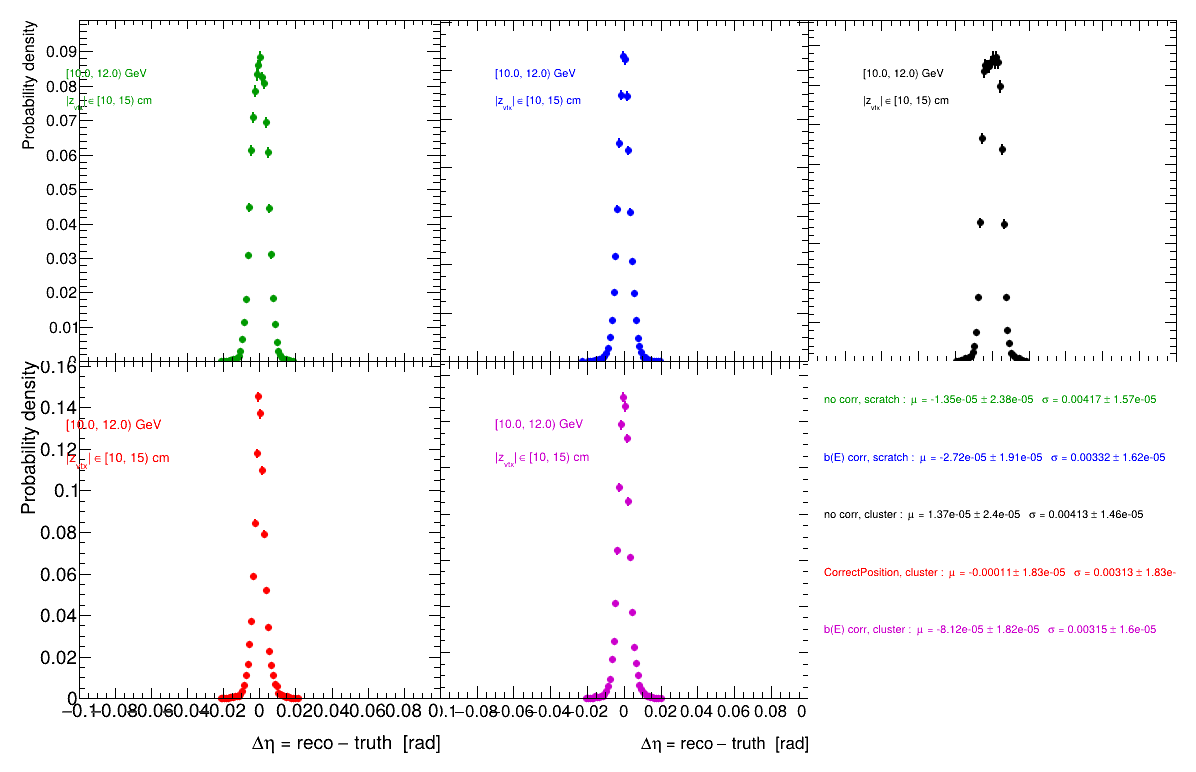 Probability density
0.09
0.08
0.07
0.06
0.05
0.04
0.03
0.02
0.01
[10.0, 12.0) GeV
|z_vtx| ∈ [10, 15) cm
[10.0, 12.0) GeV
|z_vtx| ∈ [10, 15) cm
[10.0, 12.0) GeV
|z_vtx| ∈ [10, 15) cm
Probability density
0.16
0.14
0.12
0.1
0.08
0.06
0.04
0.02
0
[10.0, 12.0) GeV
|z_vtx| ∈ [10, 15) cm
−0.1 −0.08 −0.06 −0.04 −0.02 0 0.02 0.04 0.06 0.08 0.1
Δη = reco − truth [rad]
[10.0, 12.0) GeV
|z_vtx| ∈ [10, 15) cm
−0.08 −0.06 −0.04 −0.02 0 0.02 0.04 0.06 0.08 0
Δη = reco − truth [rad]
no corr, scratch : μ = -1.35e-05 ± 2.38e-05 σ = 0.00417 ± 1.57e-05
b(E) corr, scratch : μ = -2.72e-05 ± 1.91e-05 σ = 0.00332 ± 1.62e-05
no corr, cluster : μ = 1.37e-05 ± 2.4e-05 σ = 0.00413 ± 1.46e-05
CorrectPosition, cluster : μ = -0.00011 ± 1.83e-05 σ = 0.00313 ± 1.83e-
b(E) corr, cluster : μ = -8.12e-05 ± 1.82e-05 σ = 0.00315 ± 1.6e-05